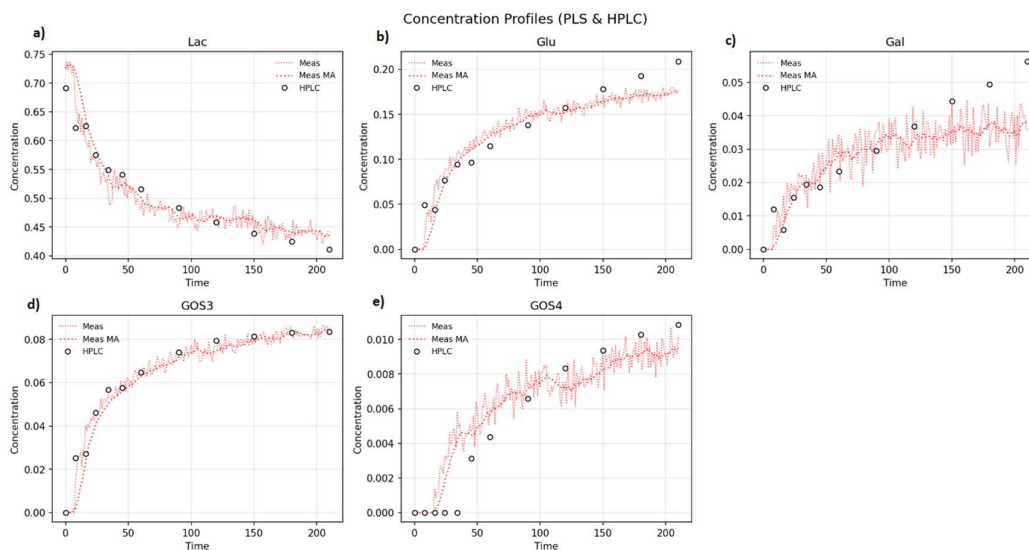 Concentration Profiles (PLS & HPLC)
a)
Lac
0.75
0.70
0.65
0.60
0.55
0.50
0.45
0.40
Concentration
0
50
100
150
200
Time
Meas
Meas MA
HPLC
b)
Glu
0.20
0.15
0.10
0.05
0.00
Concentration
0
50
100
150
200
Time
Meas
Meas MA
HPLC
c)
Gal
0.05
0.04
0.03
0.02
0.01
0.00
Concentration
0
50
100
150
200
Time
Meas
Meas MA
HPLC
d)
GOS3
0.08
0.06
0.04
0.02
0.00
Concentration
0
50
100
150
200
Time
Meas
Meas MA
HPLC
e)
GOS4
0.010
0.008
0.006
0.004
0.002
0.000
Concentration
0
50
100
150
200
Time
Meas
Meas MA
HPLC